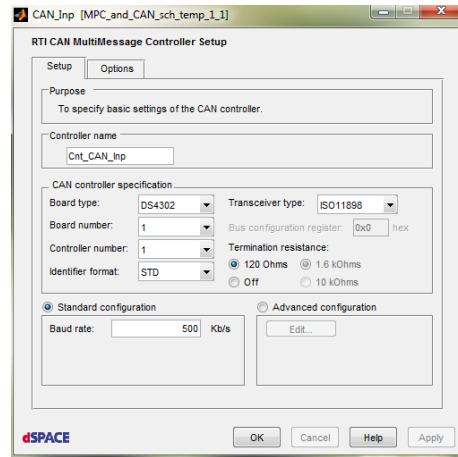 CAN_Inp [MPC_and_CAN_sch_temp_1_1]
RTI CAN MultiMessage Controller Setup
Setup Options
Purpose
To specify basic settings of the CAN controller.
Controller name
Cnt_CAN_Inp
CAN controller specification
Board type: DS4302 Transceiver type: ISO11898
Board number: 1 Bus configuration register: 0x0 hex
Controller number: 1 Termination resistance:
120 Ohms 1.6 kOhms
Identifier format: STD Off 10 kOhms
Standard configuration Advanced configuration
Baud rate: 500 Kb/s Edit...
dSPACE OK Cancel Help Apply